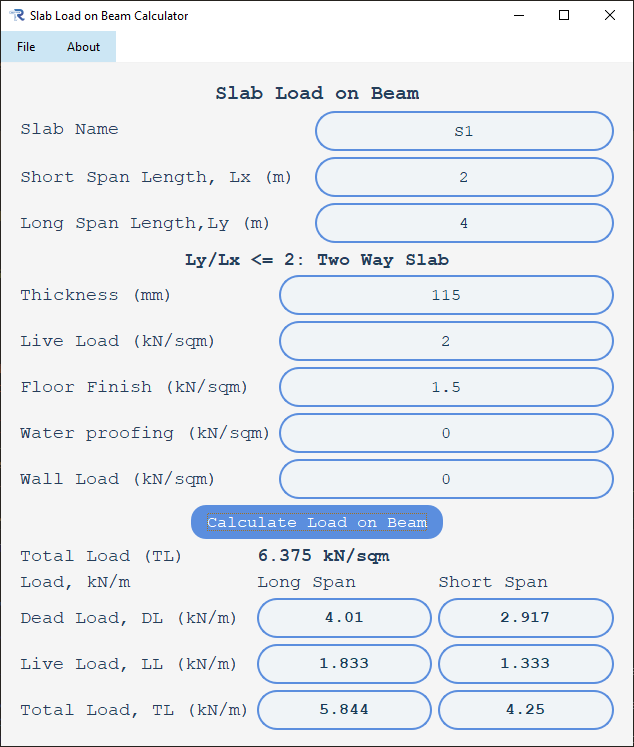 Slab Load on Beam Calculator
File About
Slab Load on Beam
Slab Name S1
Short Span Length, Lx (m) 2
Long Span Length,Ly (m) 4
Ly/Lx <= 2: Two Way Slab
Thickness (mm) 115
Live Load (kN/sqm) 2
Floor Finish (kN/sqm) 1.5
Water proofing (kN/sqm) 0
Wall Load (kN/sqm) 0
Calculate Load on Beam
Total Load (TL) 6.375 kN/sqm
Load, kN/m Long Span Short Span
Dead Load, DL (kN/m) 4.01 2.917
Live Load, LL (kN/m) 1.833 1.333
Total Load, TL (kN/m) 5.844 4.25